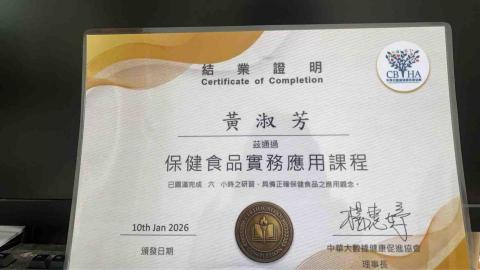 結業證明
Certificate of Completion
CBHA
黃淑芳
茲通過
保健食品實務應用課程
已圓滿完成 六 小時之研習，具備正確保健食品之應用觀念。
10th Jan 2026
頒發日期
中華大數據健康促進協會
理事長